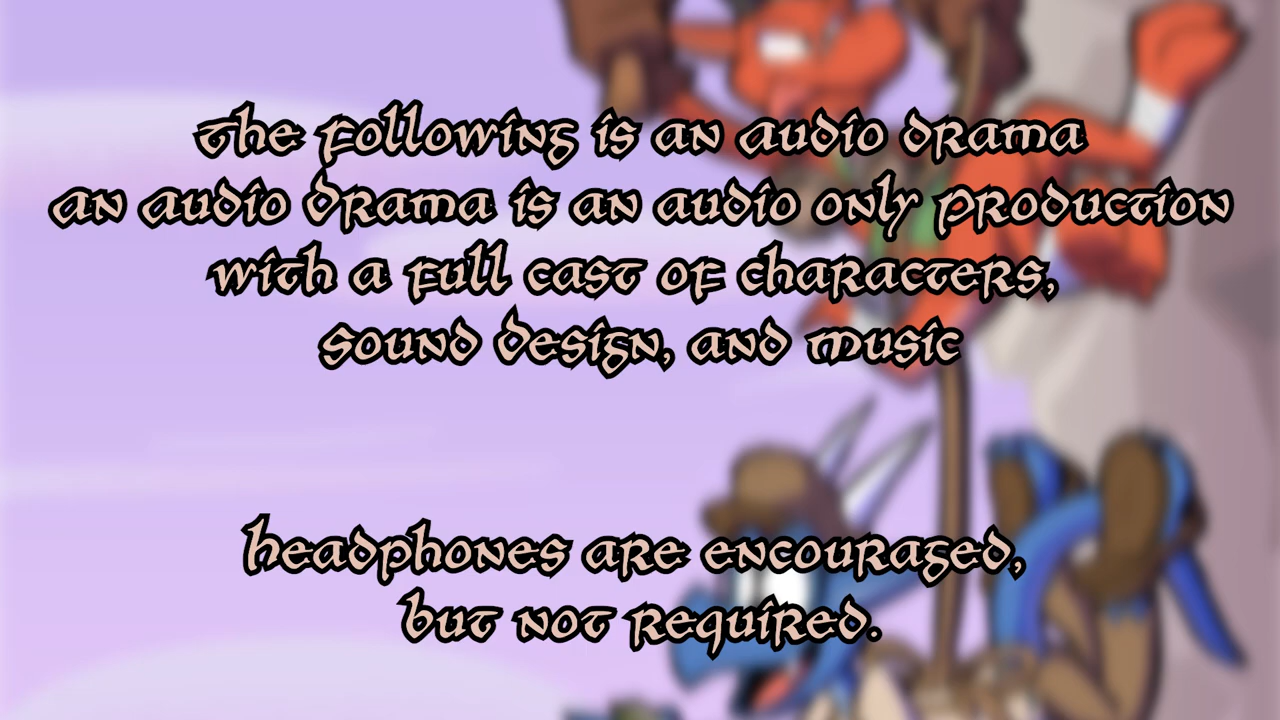 The following is an audio drama
an audio drama is an audio only production
with a full cast of characters,
sound design, and music
headphones are encouraged,
but not required.